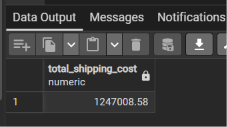 Data Output Messages Notifications
total_shipping_cost
numeric
1 1247008.58